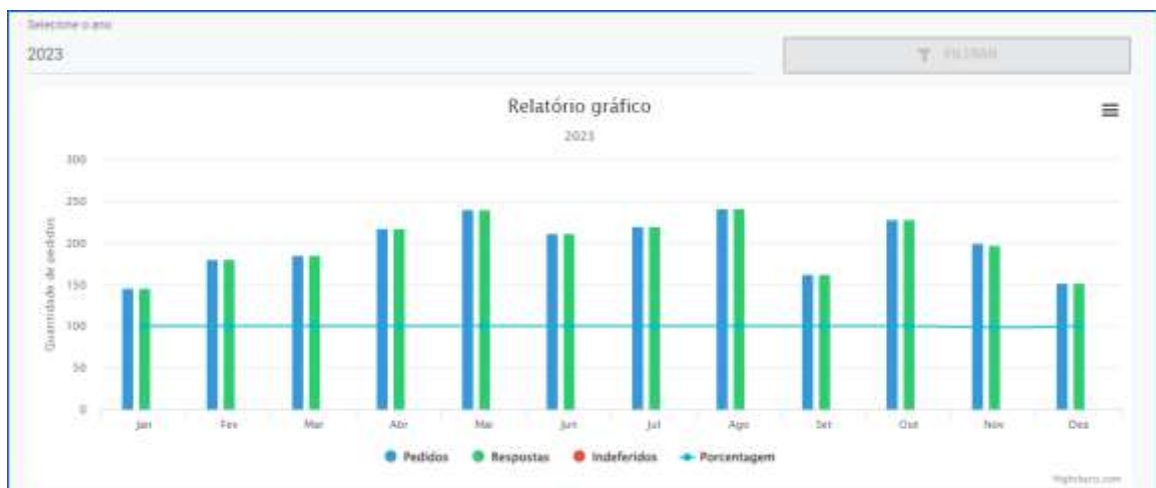 Selecione o ano
2023
FILTRAR
Relatório gráfico
2023
Quantidade de pedidos
300
250
200
150
100
50
0
Jan Fev Mar Abr Mai Jun Jul Ago Set Out Nov Dez
Pedidos Respostas Indeferidos Porcentagem
Highcharts.com